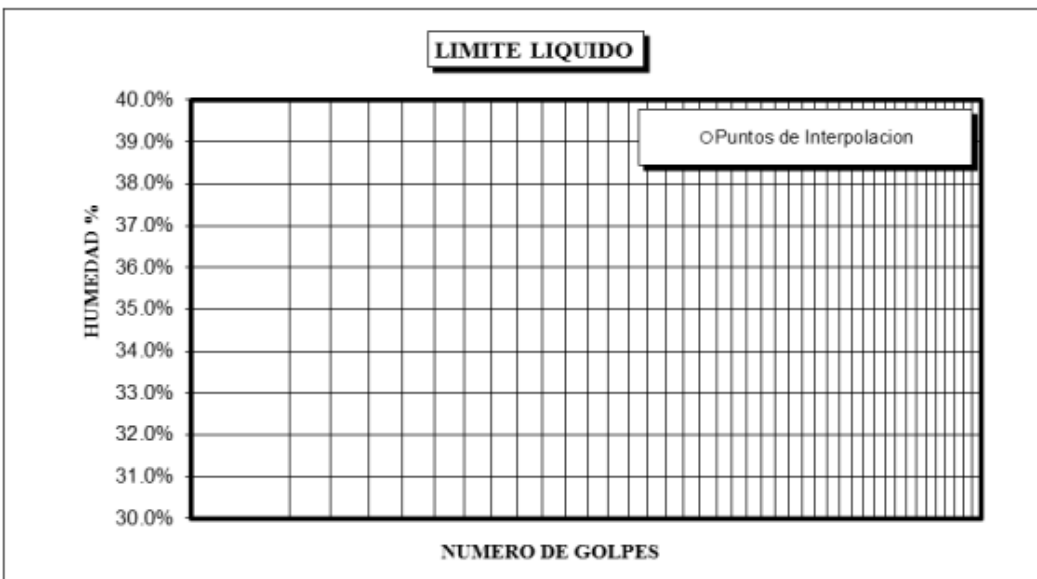 LIMITE LIQUIDO
40.0%
Puntos de Interpolacion
39.0%
38.0%
37.0%
36.0%
35.0%
34.0%
33.0%
32.0%
31.0%
30.0%
HUMEDAD %
NUMERO DE GOLPES